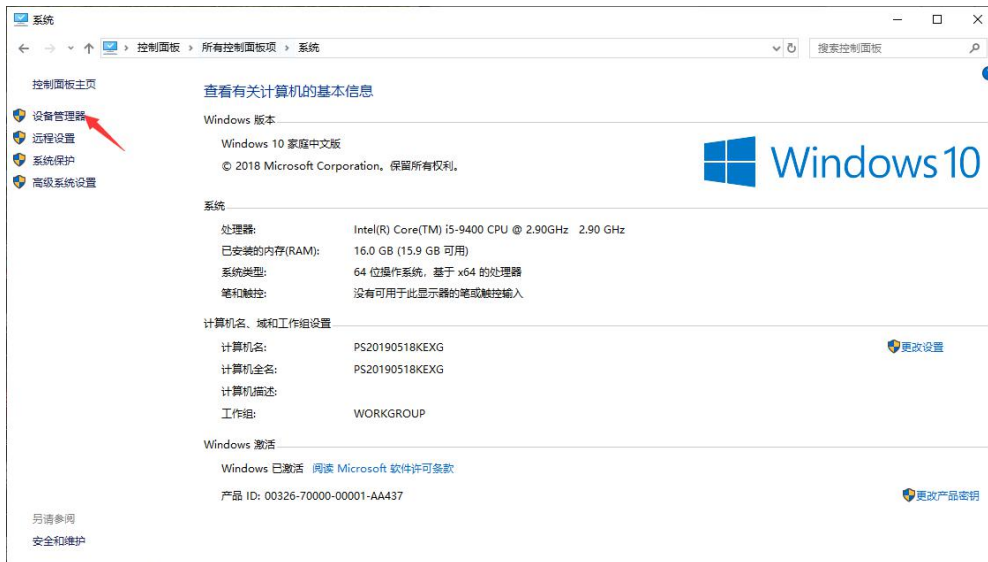 系统
控制面板 › 所有控制面板项 › 系统
搜索控制面板
控制面板主页
设备管理器
远程设置
系统保护
高级系统设置
查看有关计算机的基本信息
Windows 版本
Windows 10 家庭中文版
© 2018 Microsoft Corporation。保留所有权利。
Windows 10
系统
处理器: Intel(R) Core(TM) i5-9400 CPU @ 2.90GHz 2.90 GHz
已安装的内存(RAM): 16.0 GB (15.9 GB 可用)
系统类型: 64 位操作系统, 基于 x64 的处理器
笔和触控: 没有可用于此显示器的笔或触控输入
计算机名、域和工作组设置
计算机名: PS20190518KEXG
更改设置
计算机全名: PS20190518KEXG
计算机描述:
工作组: WORKGROUP
Windows 激活
Windows 已激活 阅读 Microsoft 软件许可条款
产品 ID: 00326-70000-00001-AA437
更改产品密钥
另请参阅
安全和维护